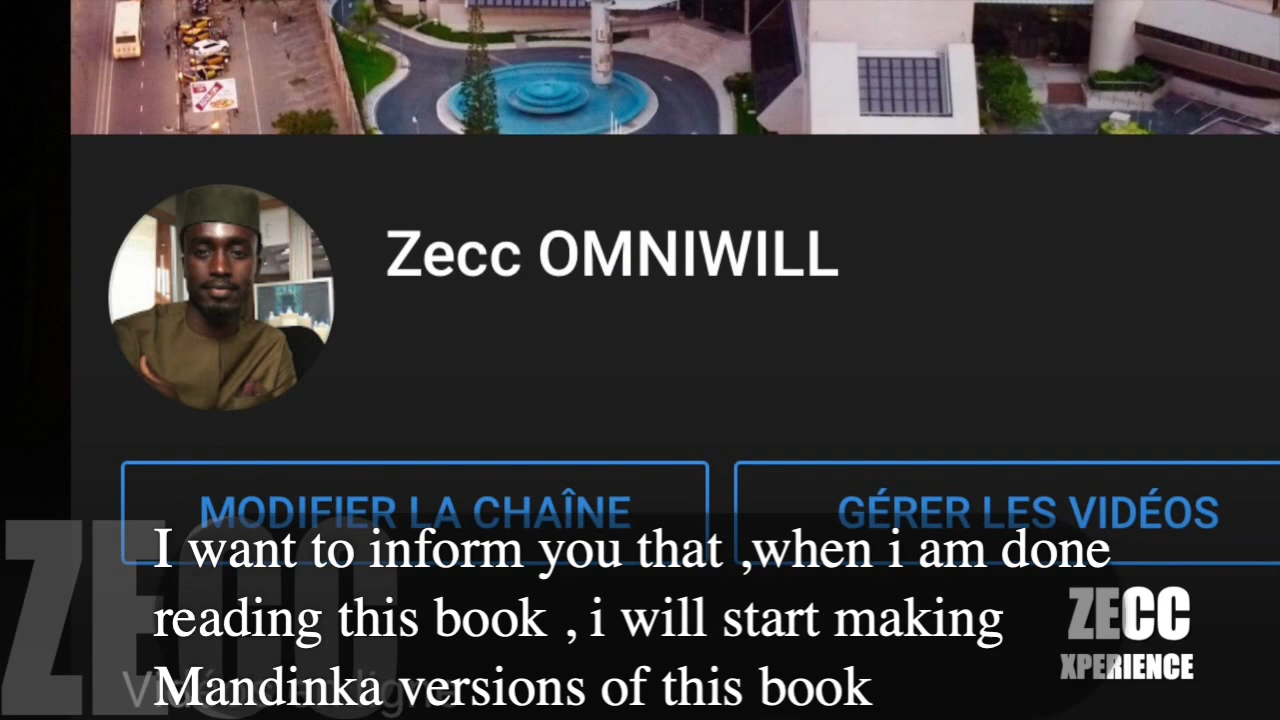 Zecc OMNIWILL
MODIFIER LA CHAÎNE
GÉRER LES VIDÉOS
I want to inform you that ,when i am done
reading this book , i will start making
Mandinka versions of this book
ZECC
ZECC
XPERIENCE